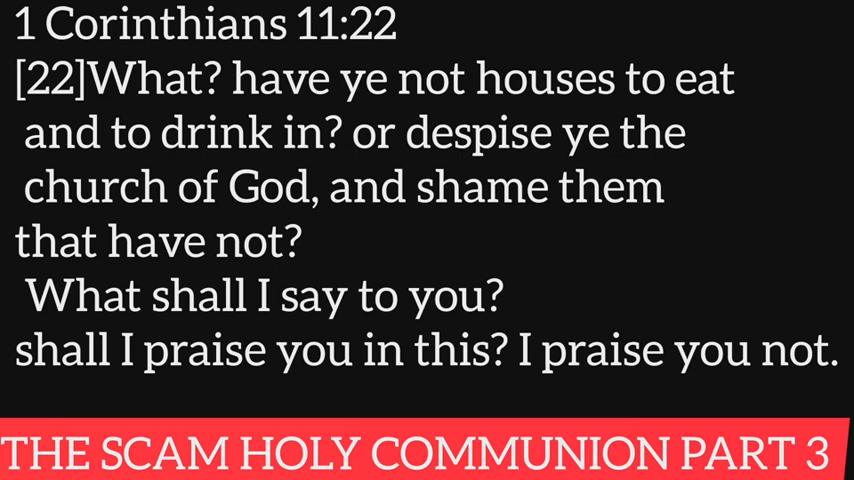 1 Corinthians 11:22
[22]What? have ye not houses to eat
and to drink in? or despise ye the
church of God, and shame them
that have not?
What shall I say to you?
shall I praise you in this? I praise you not.
THE SCAM HOLY COMMUNION PART 3